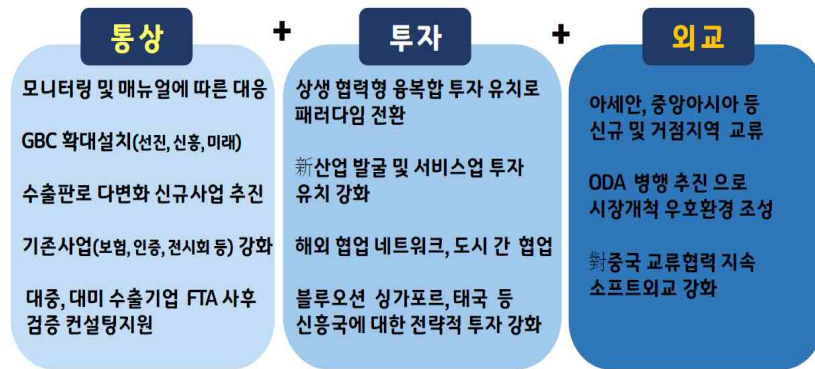 통상
+
투자
+
외교
모니터링 및 매뉴얼에 따른 대응
GBC 확대설치(선진, 신흥, 미래)
수출판로 다변화 신규사업 추진
기존사업(보험, 인증, 전시회 등) 강화
대중, 대미 수출기업 FTA 사후
검증 컨설팅지원
상생 협력형 융복합 투자 유치로
패러다임 전환
新산업 발굴 및 서비스업 투자
유치 강화
해외 협업 네트워크, 도시 간 협업
블루오션 싱가포르, 태국 등
신흥국에 대한 전략적 투자 강화
아세안, 중앙아시아 등
신규 및 거점지역 교류
ODA 병행 추진 으로
시장개척 우호환경 조성
對중국 교류협력 지속
소프트외교 강화